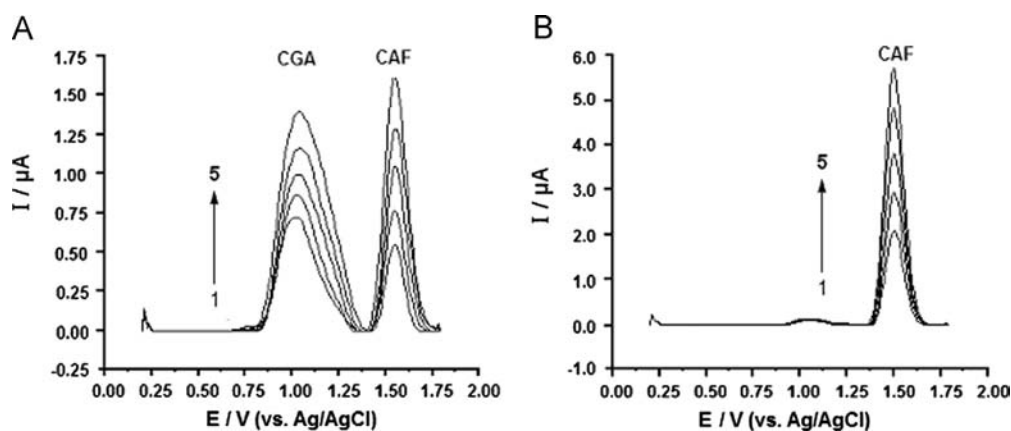 A
CGA CAF
1.75
1.50
1.25
1.00
0.75
0.50
0.25
0.00
-0.25
I / µA
5
1
0.00 0.25 0.50 0.75 1.00 1.25 1.50 1.75 2.00
E / V (vs. Ag/AgCl)
B
CAF
6.0
5.0
4.0
3.0
2.0
1.0
0.0
-1.0
I / µA
5
1
0.00 0.25 0.50 0.75 1.00 1.25 1.50 1.75 2.00
E / V (vs. Ag/AgCl)